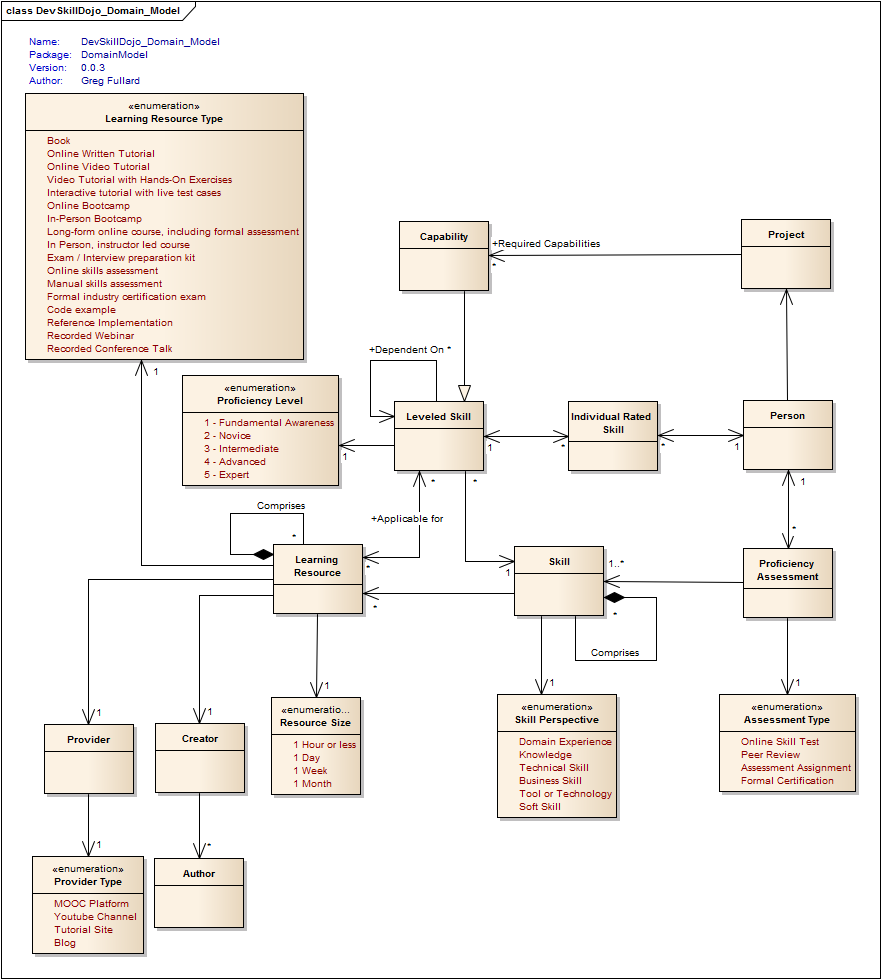 class DevSkillDojo_Domain_Model
Name: DevSkillDojo_Domain_Model
Package: DomainModel
Version: 0.0.3
Author: Greg Fullard
«enumeration»
Learning Resource Type
Book
Online Written Tutorial
Online Video Tutorial
Video Tutorial with Hands-On Exercises
Interactive tutorial with live test cases
Online Bootcamp
In-Person Bootcamp
Long-form online course, including formal assessment
In Person, instructor led course
Exam / Interview preparation kit
Online skills assessment
Manual skills assessment
Formal industry certification exam
Code example
Reference Implementation
Recorded Webinar
Recorded Conference Talk
1
Capability
+Required Capabilities
*
Project
+Dependent On *
«enumeration»
Proficiency Level
1 - Fundamental Awareness
2 - Novice
3 - Intermediate
4 - Advanced
5 - Expert
1
Leveled Skill
1
*
Individual Rated
Skill
*
1
Person
1
*
*
*
+Applicable for
Comprises
*
Learning
Resource
*
*
1
Skill
1..*
*
Comprises
Proficiency
Assessment
1
1
1
1
1
Provider
Creator
«enumeratio...
Resource Size
1 Hour or less
1 Day
1 Week
1 Month
«enumeration»
Skill Perspective
Domain Experience
Knowledge
Technical Skill
Business Skill
Tool or Technology
Soft Skill
«enumeration»
Assessment Type
Online Skill Test
Peer Review
Assessment Assignment
Formal Certification
1
*
«enumeration»
Provider Type
MOOC Platform
Youtube Channel
Tutorial Site
Blog
Author